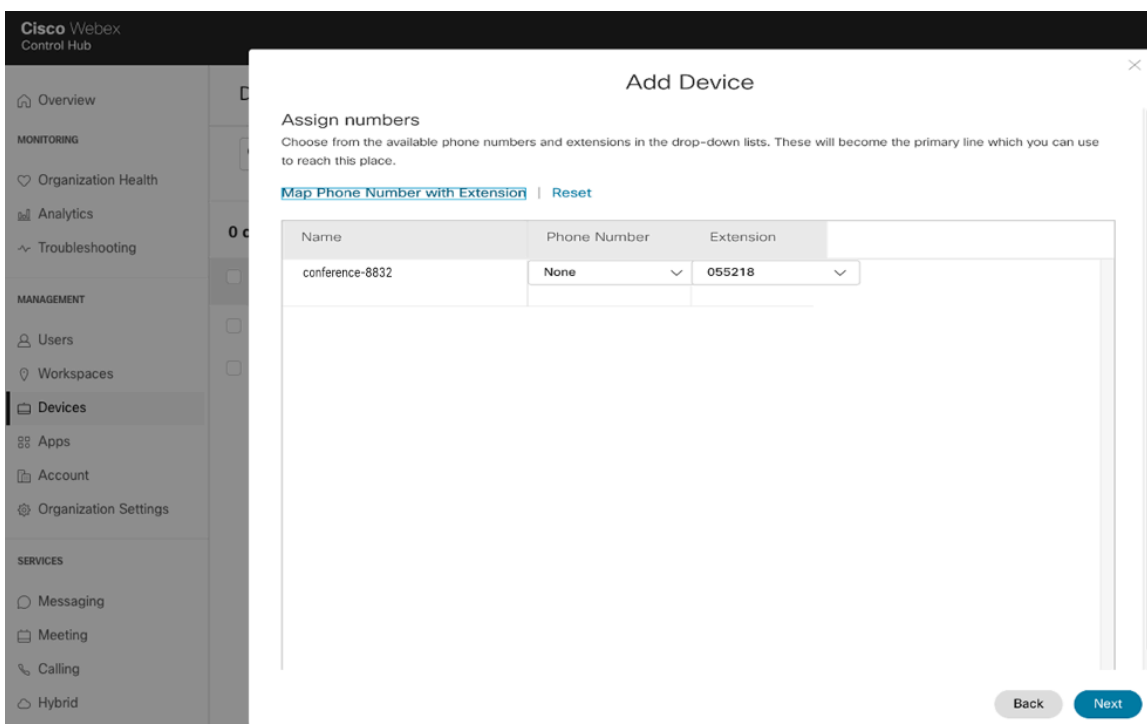 Cisco Webex
Control Hub
Overview
MONITORING
Organization Health
Analytics
Troubleshooting
MANAGEMENT
Users
Workspaces
Devices
Apps
Account
Organization Settings
SERVICES
Messaging
Meeting
Calling
Hybrid
D
0 d
Add Device
Assign numbers
Choose from the available phone numbers and extensions in the drop-down lists. These will become the primary line which you can use
to reach this place.
Map Phone Number with Extension | Reset
Name Phone Number Extension
conference-8832 None 055218
Back Next